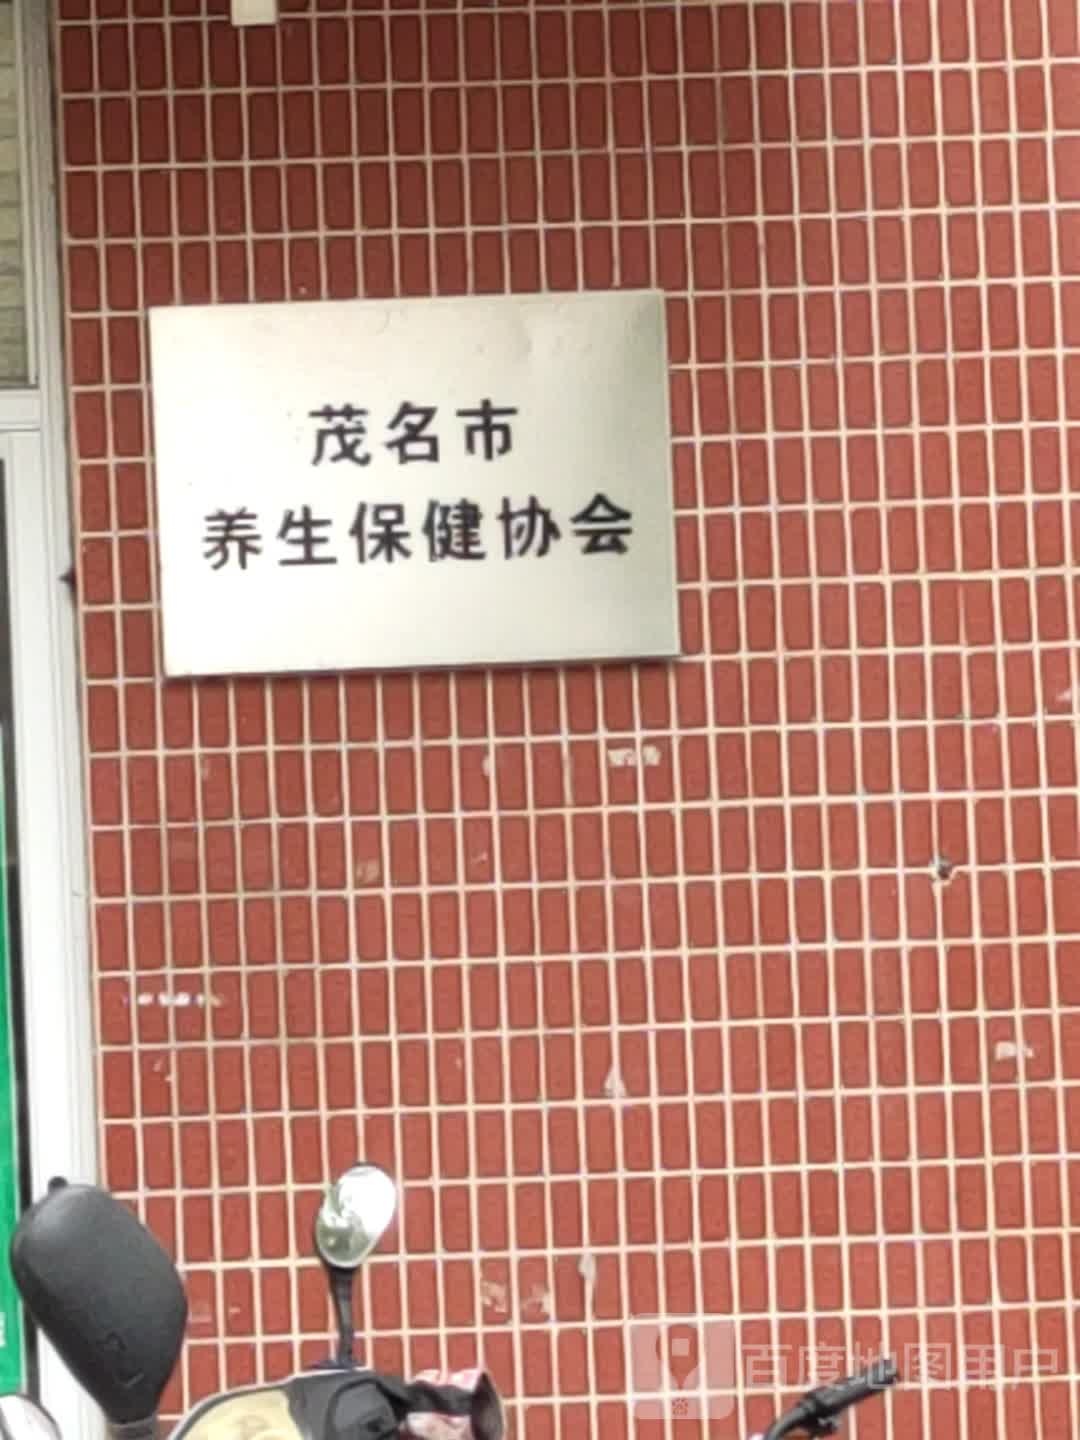 茂名市
养生保健协会
百度地图用户